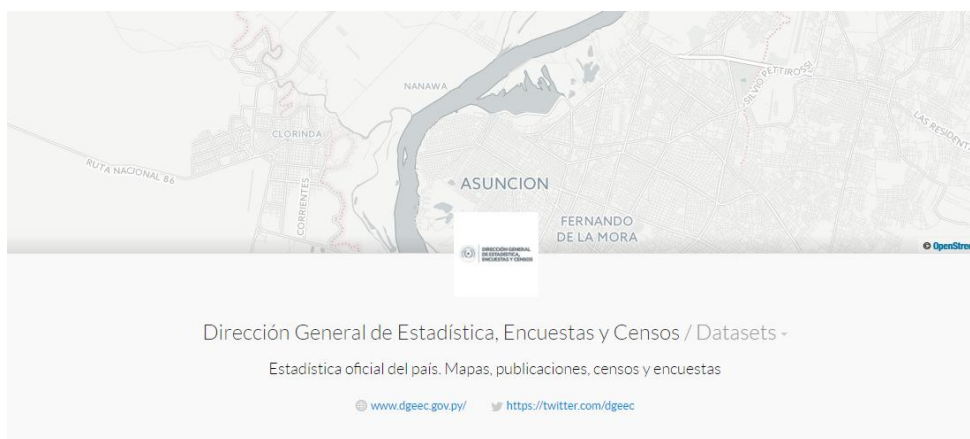 NANAWA
CLORINDA
RUTA NACIONAL 86
CORRIENTES
SILVIO PETTIROSSI
LAS RESIDENT
ASUNCION
FERNANDO
DE LA MORA
© OpenStree
DIRECCIÓN GENERAL
DE ESTADÍSTICA,
ENCUESTAS Y CENSOS
Dirección General de Estadística, Encuestas y Censos / Datasets
Estadística oficial del país. Mapas, publicaciones, censos y encuestas
www.dgeec.gov.py/ https://twitter.com/dgeec